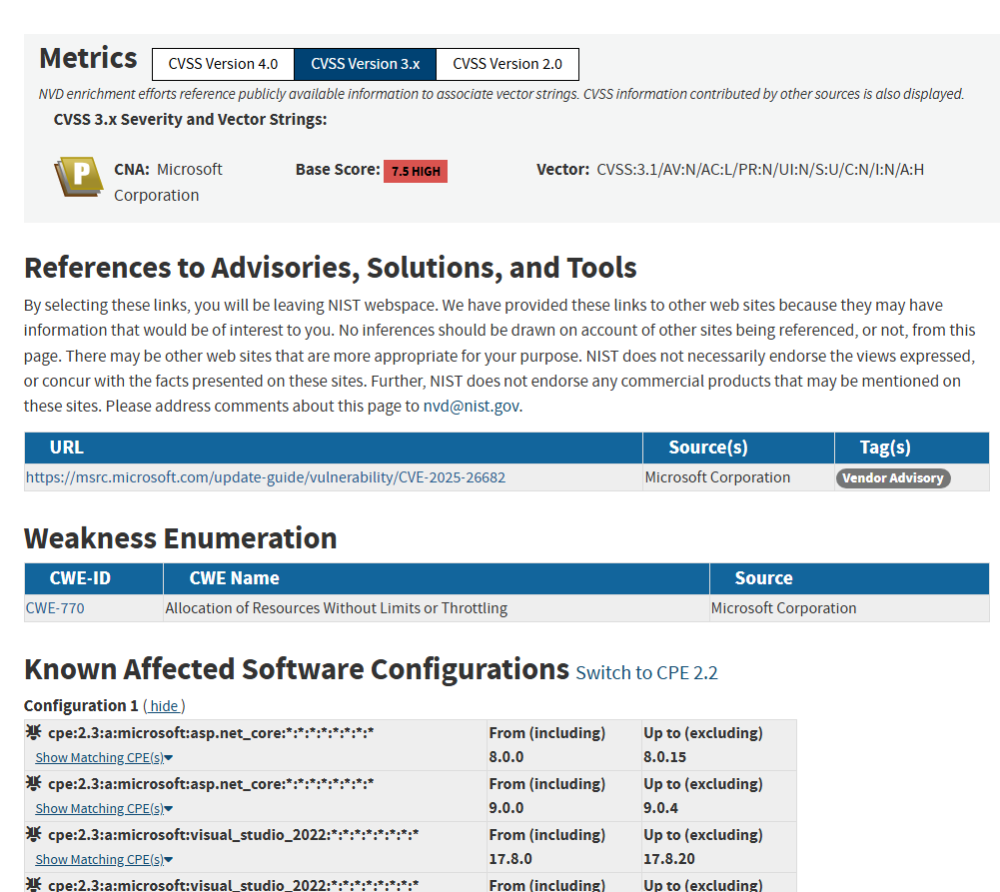 Metrics
CVSS Version 4.0 CVSS Version 3.x CVSS Version 2.0
NVD enrichment efforts reference publicly available information to associate vector strings. CVSS information contributed by other sources is also displayed.
CVSS 3.x Severity and Vector Strings:
P
CNA: Microsoft Corporation
Base Score: 7.5 HIGH
Vector: CVSS:3.1/AV:N/AC:L/PR:N/UI:N/S:U/C:N/I:N/A:H
References to Advisories, Solutions, and Tools
By selecting these links, you will be leaving NIST webspace. We have provided these links to other web sites because they may have
information that would be of interest to you. No inferences should be drawn on account of other sites being referenced, or not, from this
page. There may be other web sites that are more appropriate for your purpose. NIST does not necessarily endorse the views expressed,
or concur with the facts presented on these sites. Further, NIST does not endorse any commercial products that may be mentioned on
these sites. Please address comments about this page to nvd@nist.gov.
URL Source(s) Tag(s)
https://msrc.microsoft.com/update-guide/vulnerability/CVE-2025-26682 Microsoft Corporation Vendor Advisory
Weakness Enumeration
CWE-ID CWE Name Source
CWE-770 Allocation of Resources Without Limits or Throttling Microsoft Corporation
Known Affected Software Configurations Switch to CPE 2.2
Configuration 1 ( hide )
cpe:2.3:a:microsoft:asp.net_core:*:*:*:*:*:*:*:* From (including) Up to (excluding)
Show Matching CPE(s) 8.0.0 8.0.15
cpe:2.3:a:microsoft:asp.net_core:*:*:*:*:*:*:*:* From (including) Up to (excluding)
Show Matching CPE(s) 9.0.0 9.0.4
cpe:2.3:a:microsoft:visual_studio_2022:*:*:*:*:*:*:*:* From (including) Up to (excluding)
Show Matching CPE(s) 17.8.0 17.8.20
cpe:2.3:a:microsoft:visual_studio_2022:*:*:*:*:*:*:*:* From (including) Up to (excluding)